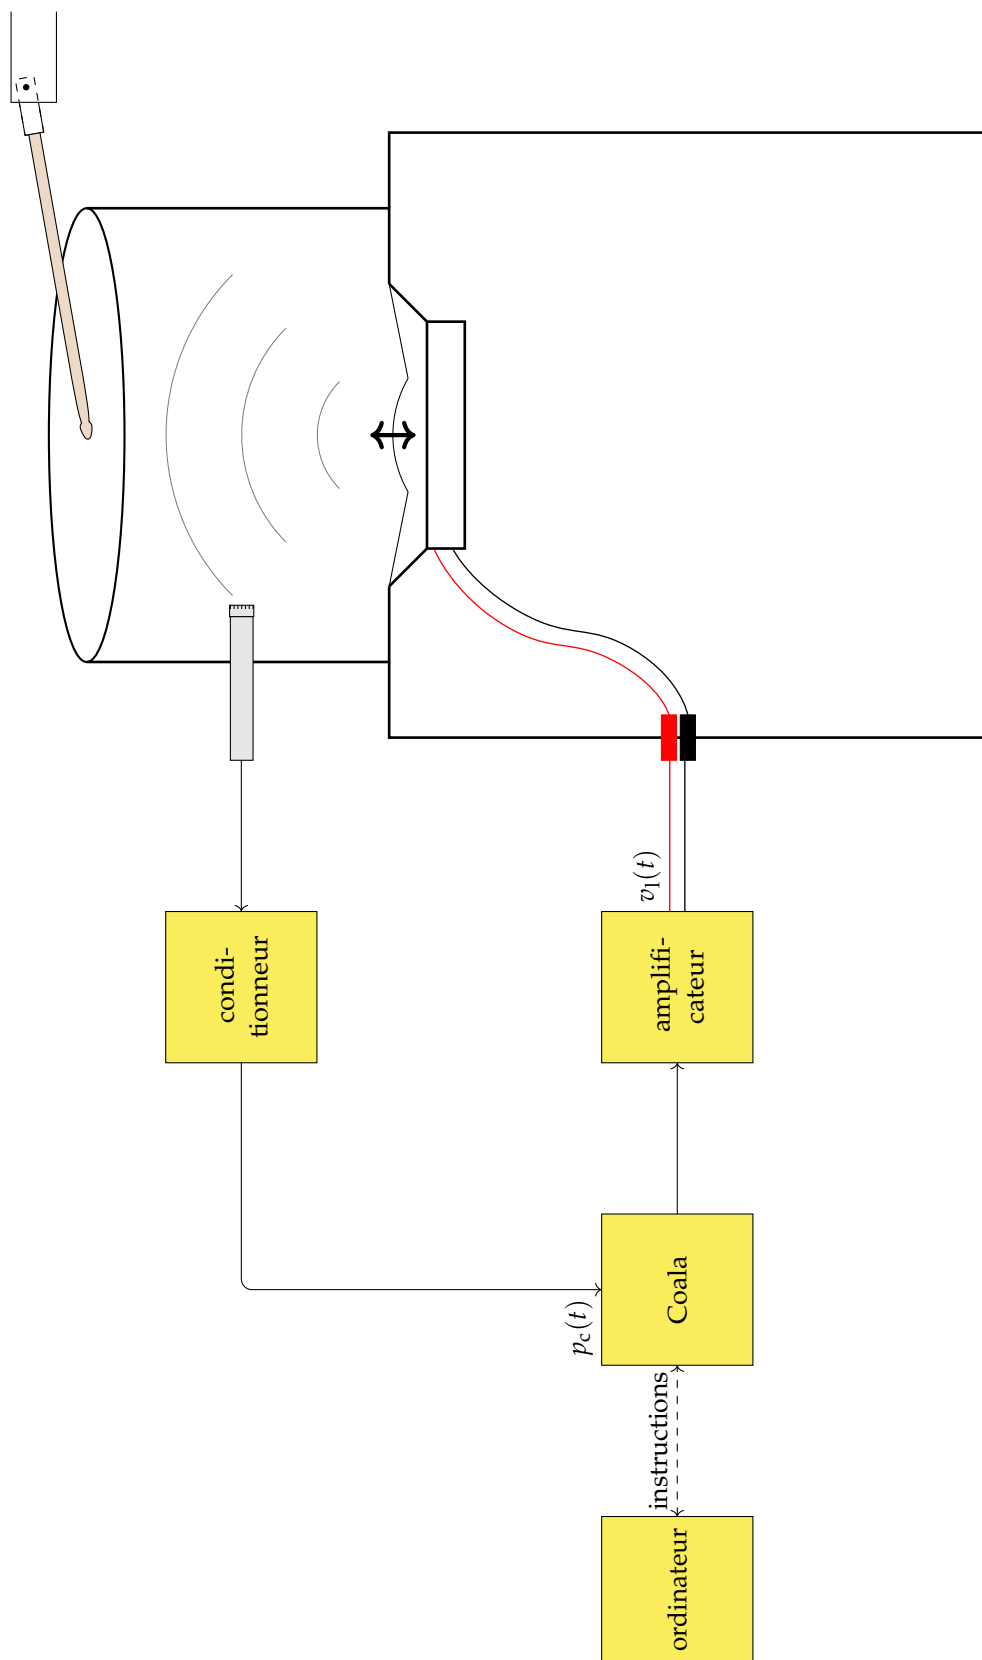 condi-
tionneur
p_c(t)
ordinateur
instructions
Coala
amplifi-
cateur
v_l(t)